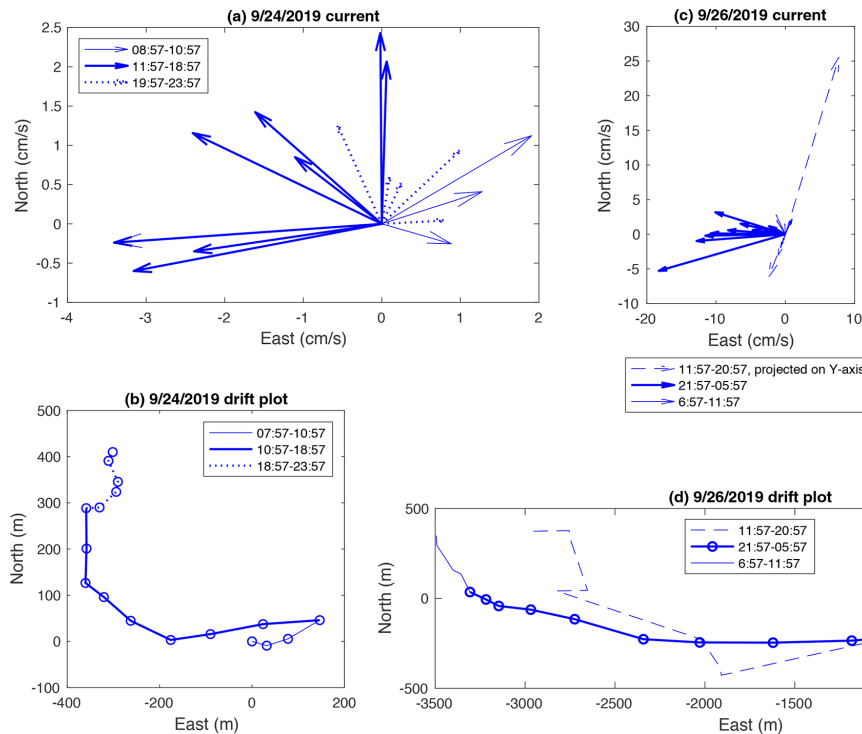 (a) 9/24/2019 current
2.5
2
1.5
1
0.5
0
-0.5
-1
-4 -3 -2 -1 0 1 2
North (cm/s)
East (cm/s)
08:57-10:57
11:57-18:57
19:57-23:57
(c) 9/26/2019 current
30
25
20
15
10
5
0
-5
-10
-20 -10 0 10
North (cm/s)
East (cm/s)
11:57-20:57, projected on Y-axis
21:57-05:57
6:57-11:57
(b) 9/24/2019 drift plot
500
400
300
200
100
0
-100
-400 -200 0 200
North (m)
East (m)
07:57-10:57
10:57-18:57
18:57-23:57
(d) 9/26/2019 drift plot
500
0
-500
-3500 -3000 -2500 -2000 -1500
North (m)
East (m)
11:57-20:57
21:57-05:57
6:57-11:57